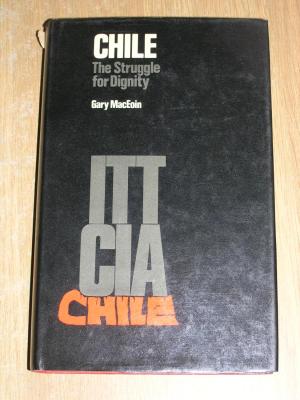 CHILE
The Struggle
for Dignity
Gary MacEoin
ITT
CIA
CHILE